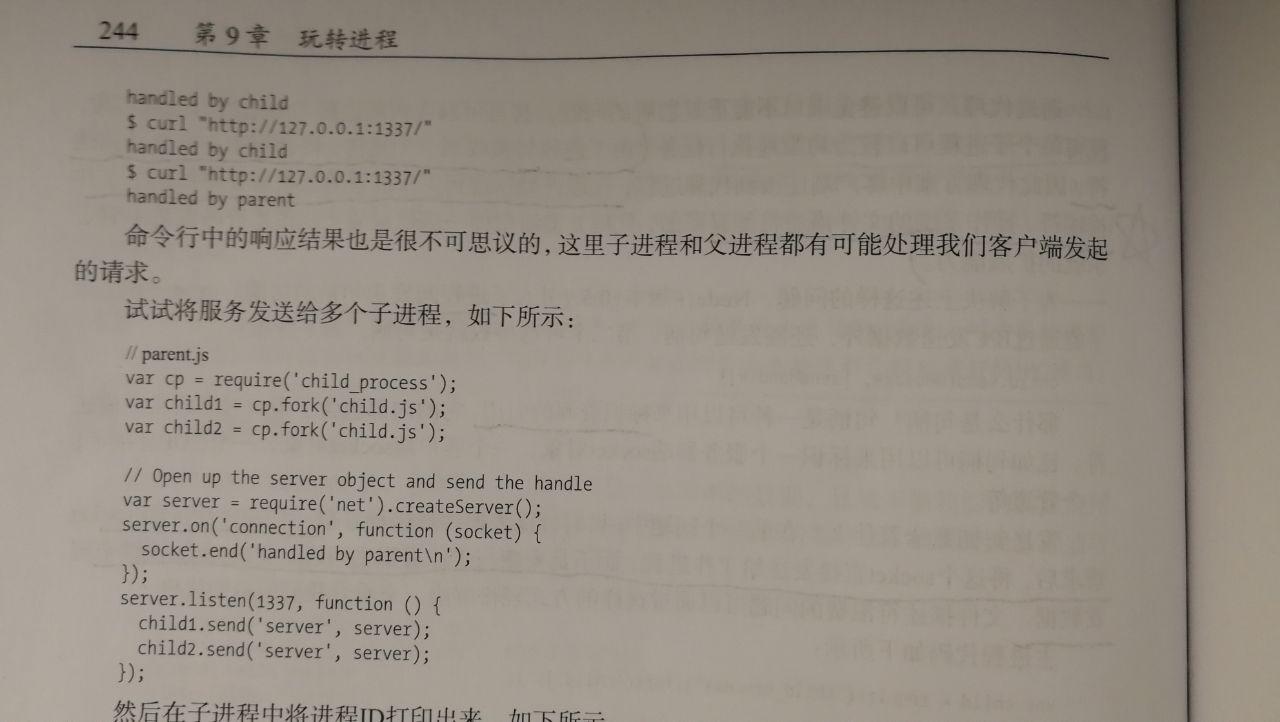 244 第9章 玩转进程
handled by child
$ curl "http://127.0.0.1:1337/"
handled by child
$ curl "http://127.0.0.1:1337/"
handled by parent
命令行中的响应结果也是很不可思议的，这里子进程和父进程都有可能处理我们客户端发起
的请求。
试试将服务发送给多个子进程，如下所示：
// parent.js
var cp = require('child_process');
var child1 = cp.fork('child.js');
var child2 = cp.fork('child.js');
// Open up the server object and send the handle
var server = require('net').createServer();
server.on('connection', function (socket) {
socket.end('handled by parent\n');
});
server.listen(1337, function () {
child1.send('server', server);
child2.send('server', server);
});
然后在子进程中将进程ID打印出来，如下所示